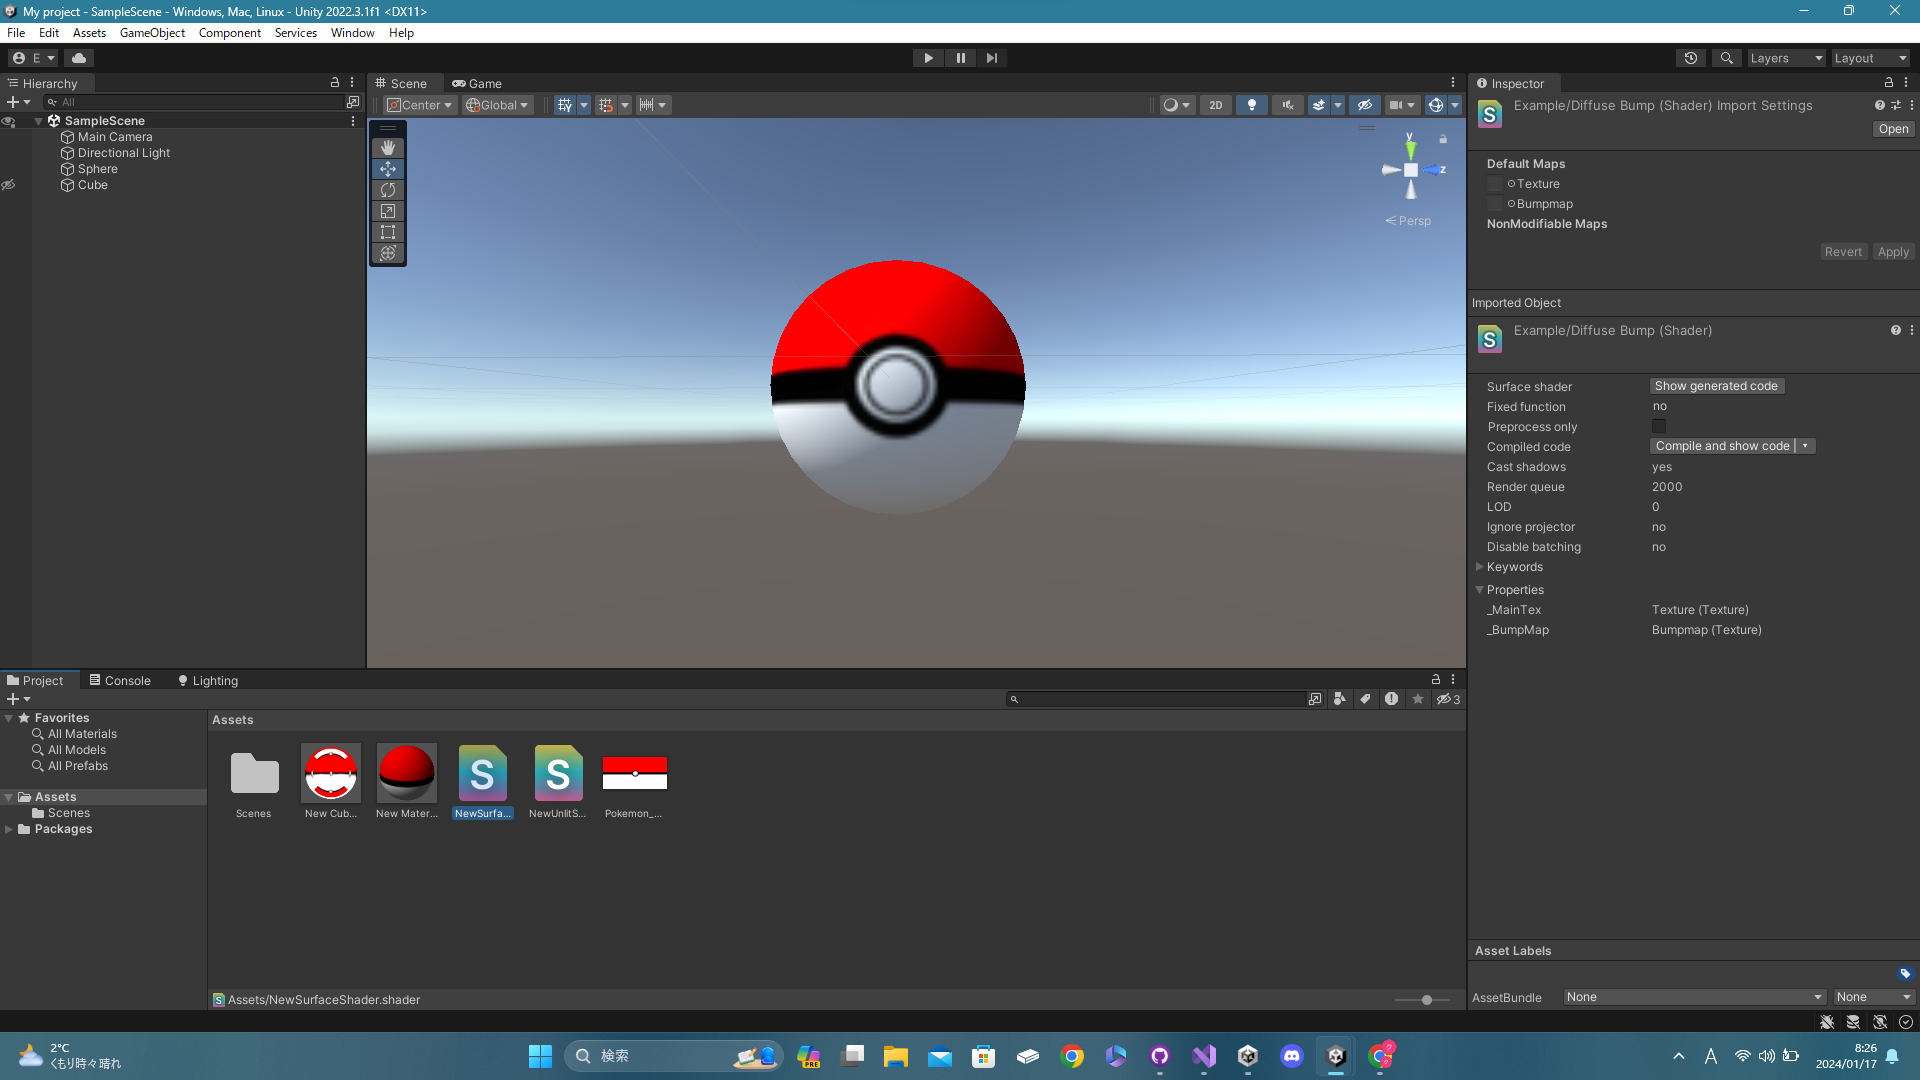 My project - SampleScene - Windows, Mac, Linux - Unity 2022.3.1f1 <DX11>
File Edit Assets GameObject Component Services Window Help
E Layers Layout
Hierarchy
All
SampleScene
Main Camera
Directional Light
Sphere
Cube
Scene Game
Center Global 2D
y
z
Persp
Inspector
Example/Diffuse Bump (Shader) Import Settings
Open
Default Maps
Texture
Bumpmap
NonModifiable Maps
Revert Apply
Imported Object
Example/Diffuse Bump (Shader)
Surface shader Show generated code
Fixed function no
Preprocess only
Compiled code Compile and show code
Cast shadows yes
Render queue 2000
LOD 0
Ignore projector no
Disable batching no
Keywords
Properties
_MainTex Texture (Texture)
_BumpMap Bumpmap (Texture)
Asset Labels
AssetBundle None None
Project Console Lighting
3
Favorites
All Materials
All Models
All Prefabs
Assets
Scenes
Packages
Assets
S S
Scenes New Cub... New Mater... NewSurfa... NewUnlitS... Pokemon_...
Assets/NewSurfaceShader.shader
2°C
くもり時々晴れ
検索
PRE
A
8:26
2024/01/17